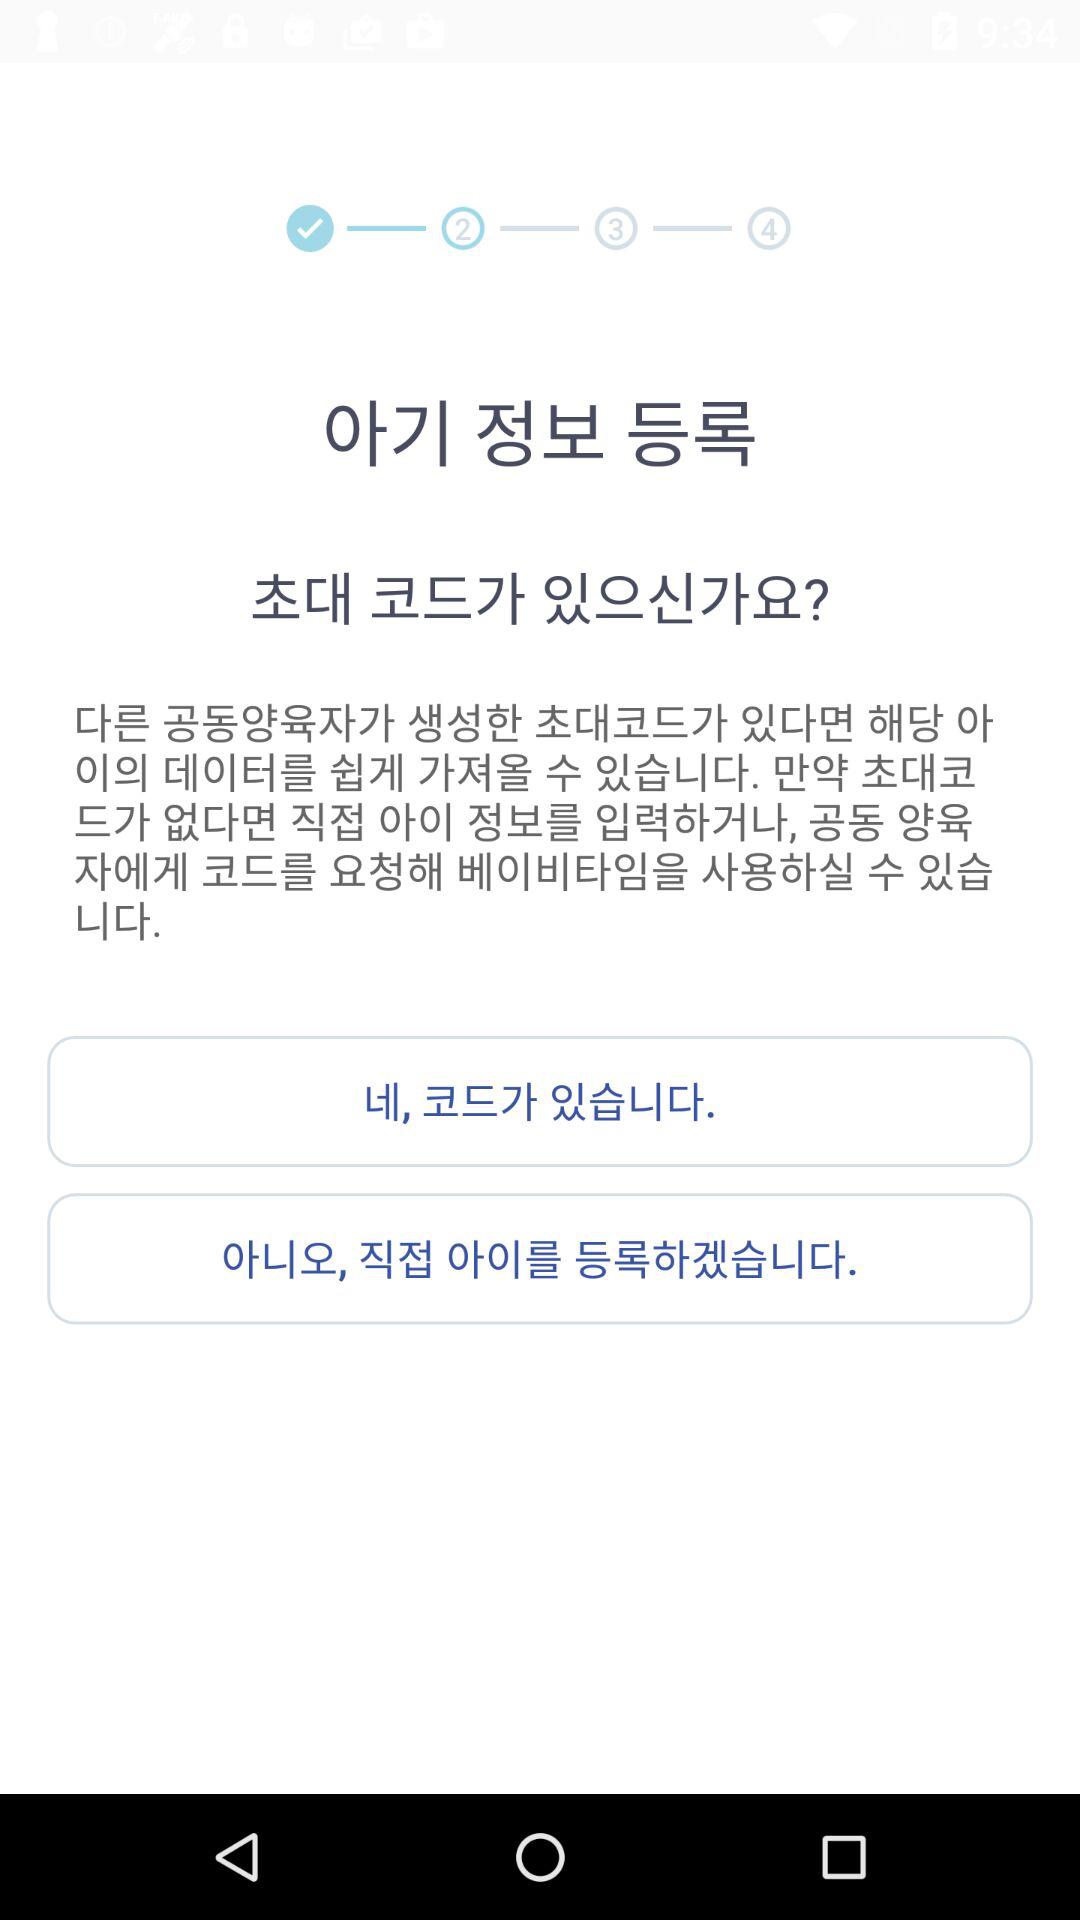 9:34
2 3 4
아기 정보 등록
초대 코드가 있으신가요?
다른 공동양육자가 생성한 초대코드가 있다면 해당 아
이의 데이터를 쉽게 가져올 수 있습니다. 만약 초대코
드가 없다면 직접 아이 정보를 입력하거나, 공동 양육
자에게 코드를 요청해 베이비타임을 사용하실 수 있습
니다.
네, 코드가 있습니다.
아니오, 직접 아이를 등록하겠습니다.